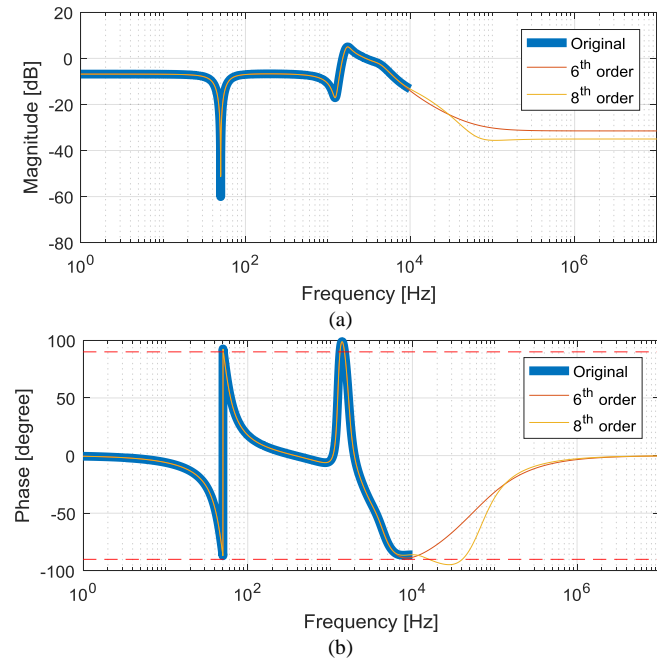 20
0
-20
-40
-60
-80
Magnitude [dB]
Original
6th order
8th order
10^0 10^2 10^4 10^6
Frequency [Hz]
(a)
100
50
0
-50
-100
Phase [degree]
Original
6th order
8th order
10^0 10^2 10^4 10^6
Frequency [Hz]
(b)